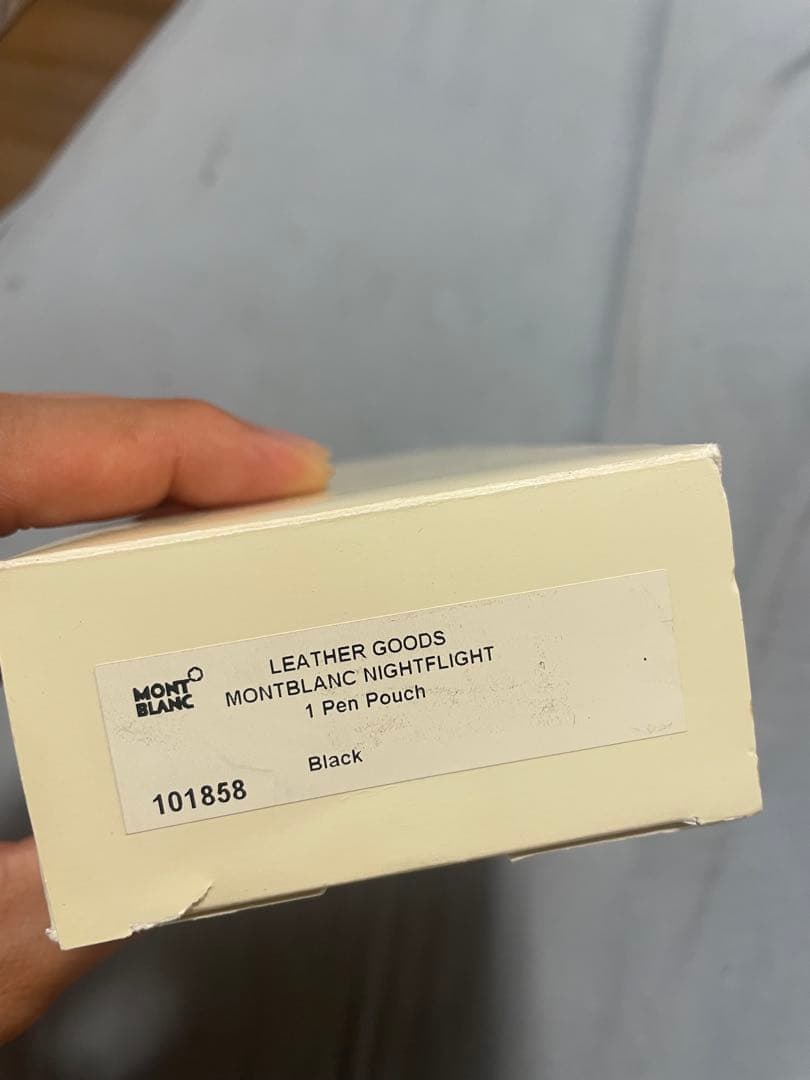 MONT
BLANC
LEATHER GOODS
MONTBLANC NIGHTFLIGHT
1 Pen Pouch
Black
101858